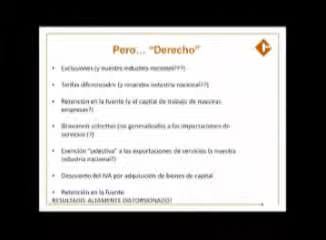 Pero... "Derecho"
Exclusiones (y nuestra industria nacional???)
Tarifas diferenciales (y nuestra industria nacional??)
Retención en la fuente (y el capital de trabajo de nuestras
empresas?)
Gravamen selectivo (no generalizado) a las importaciones de
servicios (?)
Exención "selectiva" a las exportaciones de servicios (y nuestra
industria nacional?)
Descuento del IVA por adquisición de bienes de capital
Retención en la fuente
RESULTADO: ALTAMENTE DISTORSIONADO!